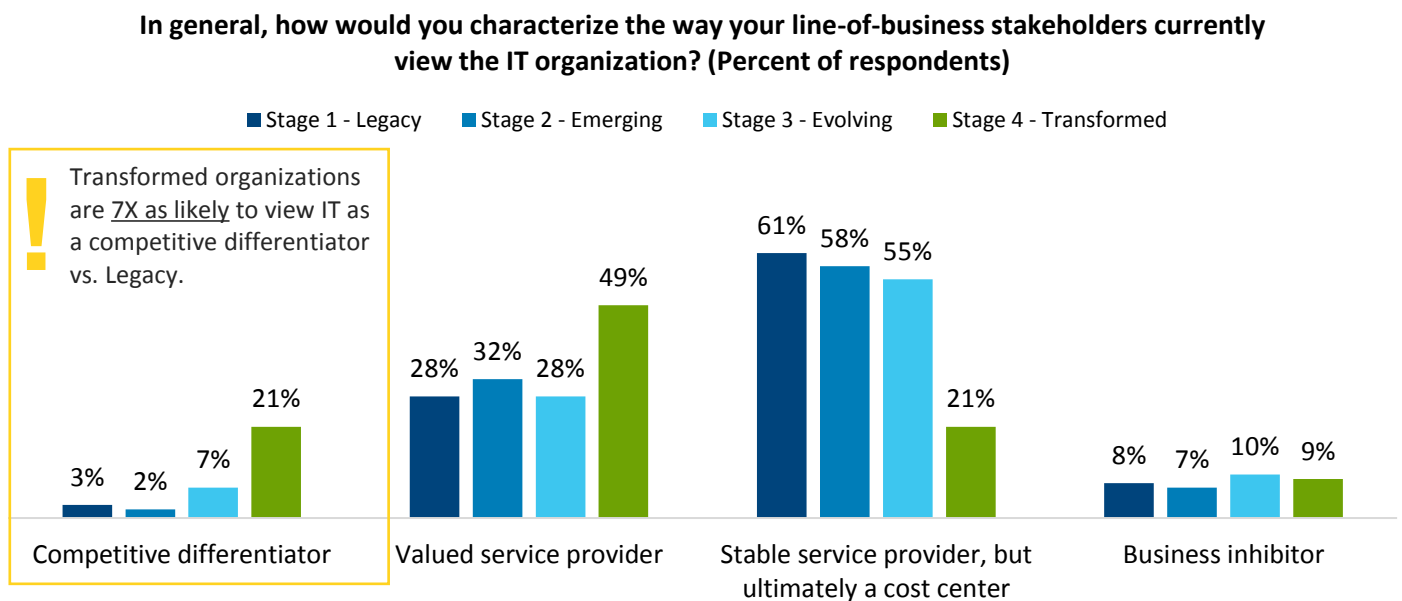 In general, how would you characterize the way your line-of-business stakeholders currently
view the IT organization? (Percent of respondents)
Stage 1 - Legacy Stage 2 - Emerging Stage 3 - Evolving Stage 4 - Transformed
!
Transformed organizations
are 7X as likely to view IT as
a competitive differentiator
vs. Legacy.
3% 2% 7% 21%
28% 32% 28% 49%
61% 58% 55% 21%
8% 7% 10% 9%
Competitive differentiator
Valued service provider
Stable service provider, but
ultimately a cost center
Business inhibitor